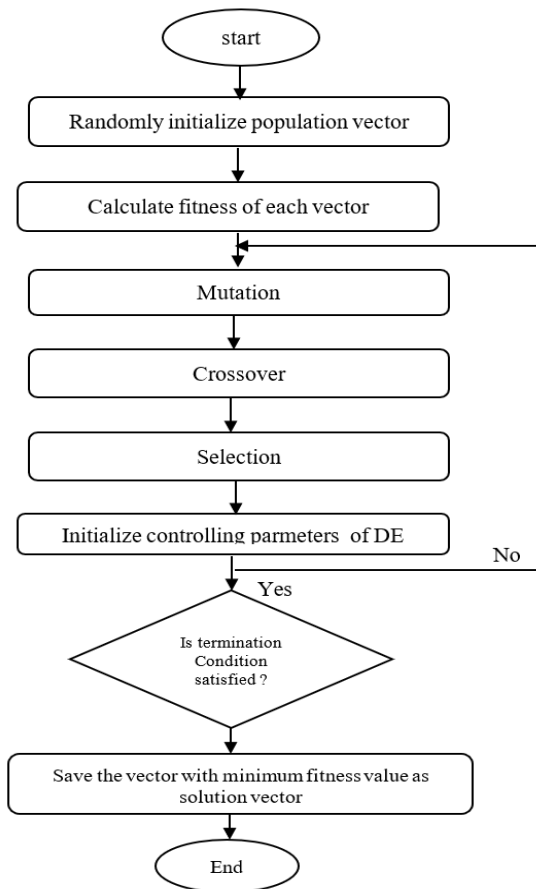 start
Randomly initialize population vector
Calculate fitness of each vector
Mutation
Crossover
Selection
Initialize controlling parmeters of DE
No
Yes
Is termination
Condition
satisfied ?
Save the vector with minimum fitness value as
solution vector
End